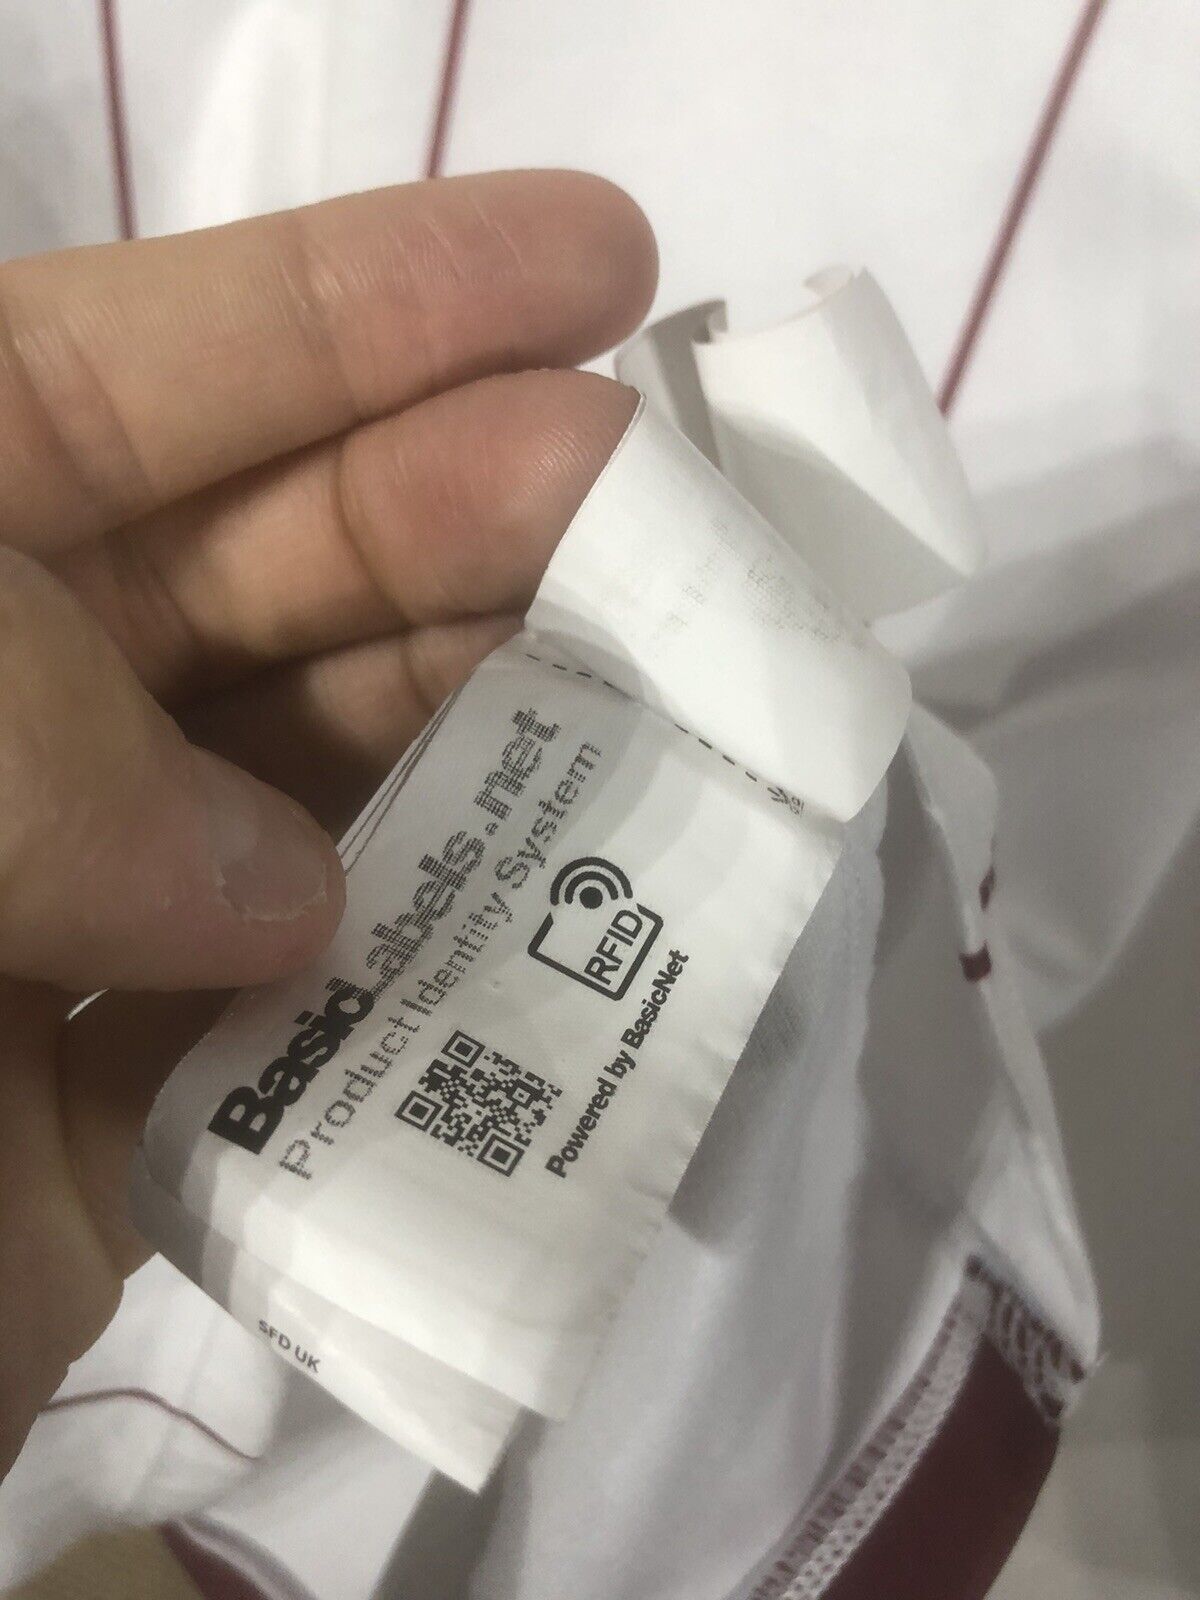 BasicLabels.net
Product Identity System
RFID
Powered by BasicNet
SFD UK